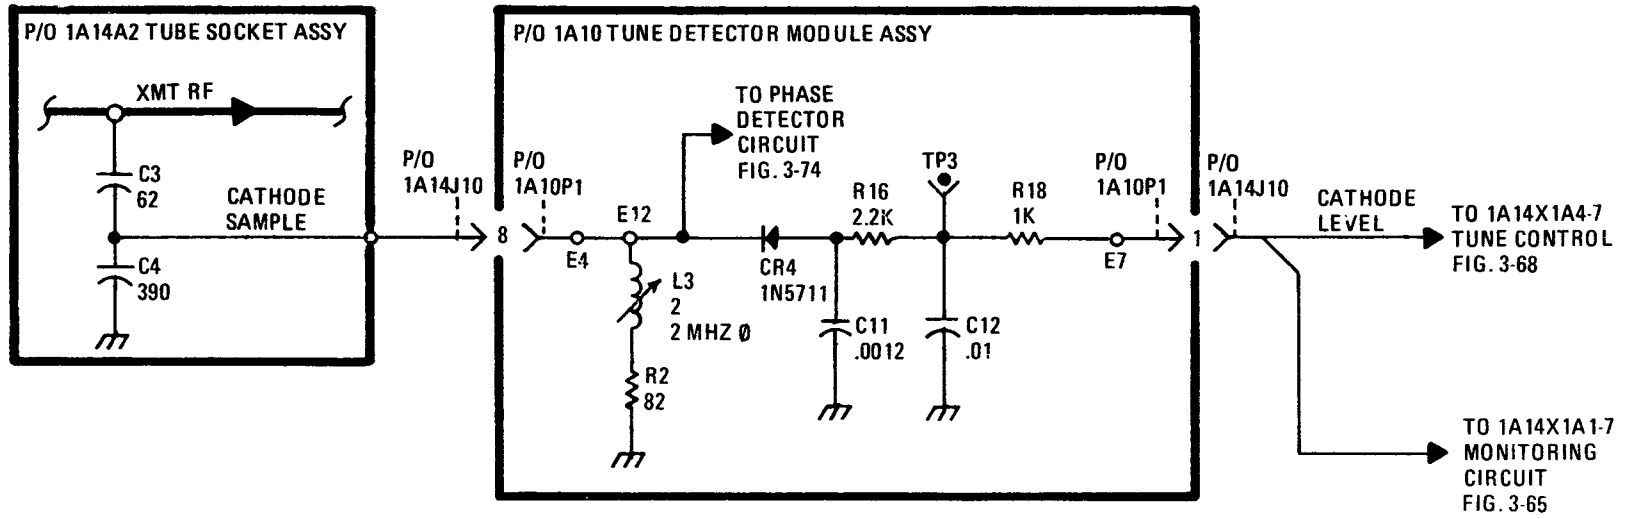 P/O 1A14A2 TUBE SOCKET ASSY
XMT RF
C3
62
CATHODE
SAMPLE
C4
390
P/O
1A14J10
8
P/O 1A10 TUNE DETECTOR MODULE ASSY
P/O
1A10P1
E4
E12
TO PHASE
DETECTOR
CIRCUIT
FIG. 3-74
L3
2
2 MHZ Ø
R2
82
CR4
1N5711
R16
2.2K
C11
.0012
TP3
C12
.01
R18
1K
P/O
1A10P1
E7
1
P/O
1A14J10
CATHODE
LEVEL
TO 1A14X1A4-7
TUNE CONTROL
FIG. 3-68
TO 1A14X1A1-7
MONITORING
CIRCUIT
FIG. 3-65